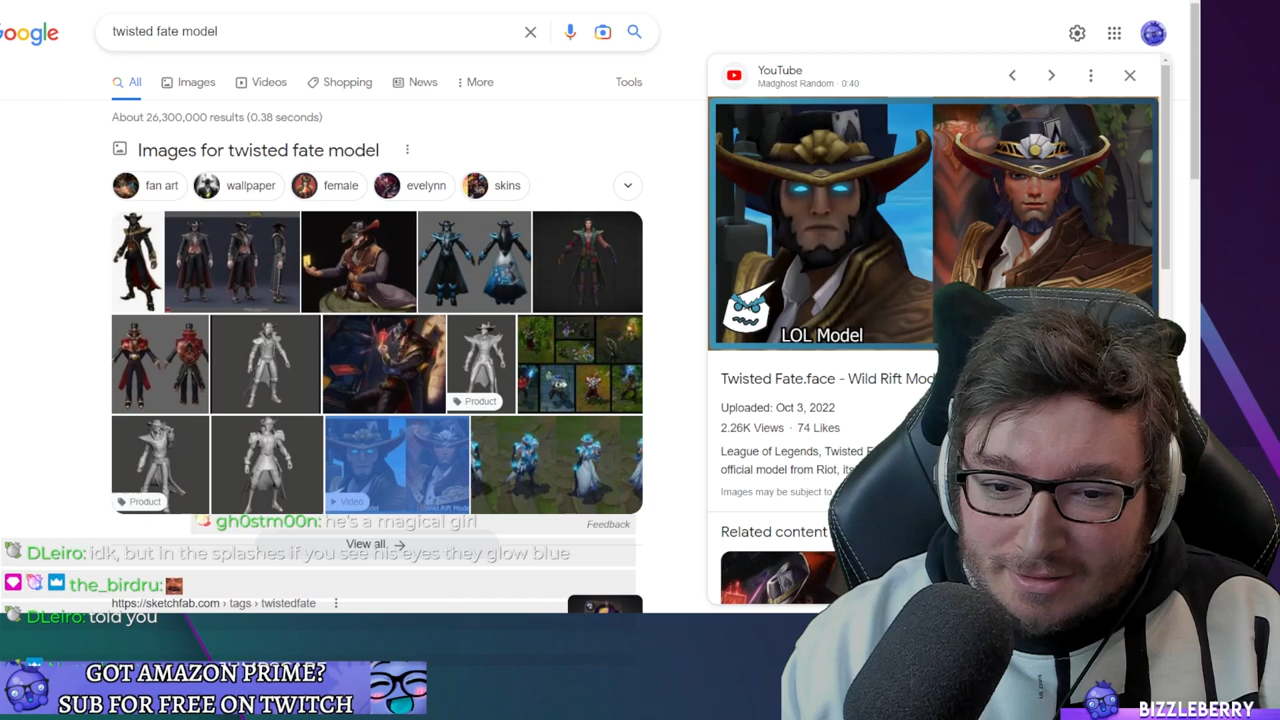 Google
twisted fate model
All
Images
Videos
Shopping
News
More
Tools
About 26,300,000 results (0.38 seconds)
Images for twisted fate model
fan art
wallpaper
female
evelynn
skins
Product
Product
Video
Feedback
View all
https://sketchfab.com › tags › twistedfate
YouTube
Madghost Random · 0:40
LOL Model
Twisted Fate.face - Wild Rift Mod
Uploaded: Oct 3, 2022
2.26K Views · 74 Likes
League of Legends, Twisted F
official model from Riot, its
Images may be subject to
Related content
gh0stm00n: he's a magical girl
DLeiro: idk, but in the splashes if you see his eyes they glow blue
the_birdru:
DLeiro: told you
GOT AMAZON PRIME?
SUB FOR FREE ON TWITCH
BIZZLEBERRY